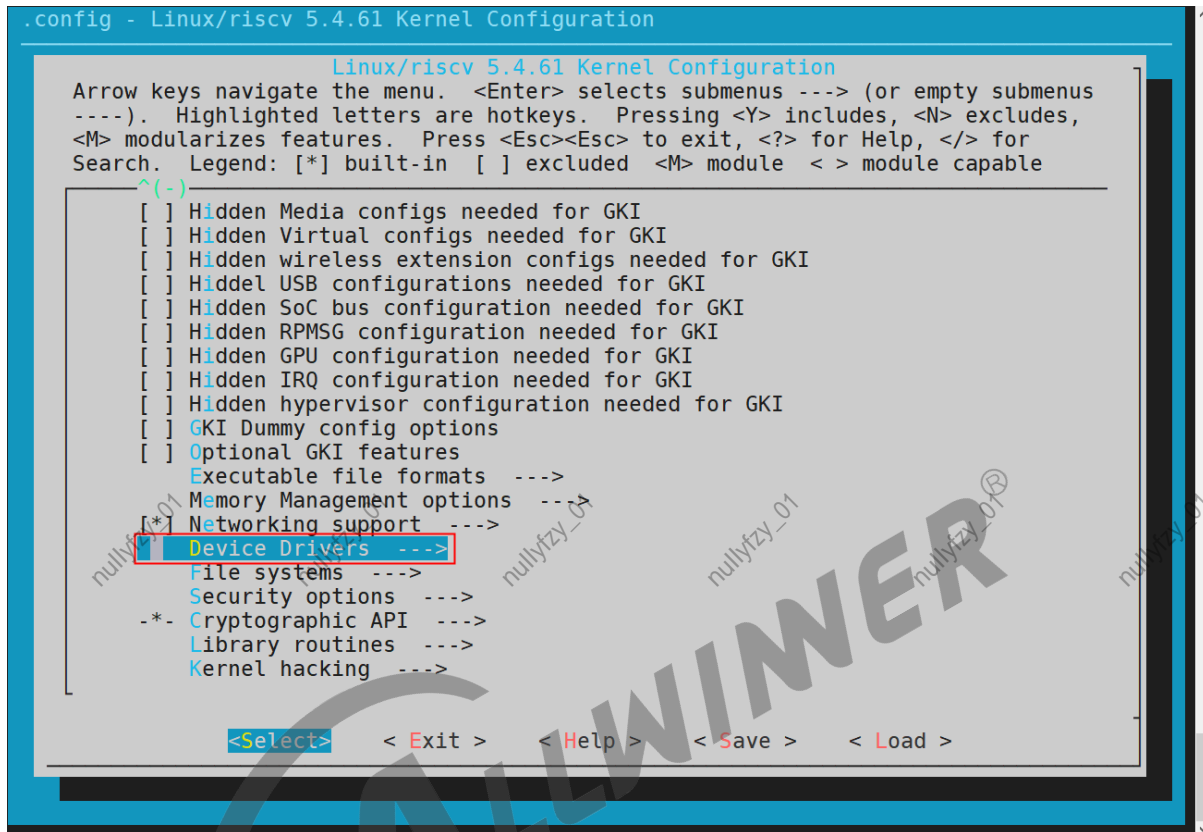 .config - Linux/riscv 5.4.61 Kernel Configuration
Linux/riscv 5.4.61 Kernel Configuration
Arrow keys navigate the menu.  <Enter> selects submenus ---> (or empty submenus
----).  Highlighted letters are hotkeys.  Pressing <Y> includes, <N> excludes,
<M> modularizes features.  Press <Esc><Esc> to exit, <?> for Help, </> for
Search.  Legend: [*] built-in  [ ] excluded  <M> module  < > module capable
^(-)
[ ] Hidden Media configs needed for GKI
[ ] Hidden Virtual configs needed for GKI
[ ] Hidden wireless extension configs needed for GKI
[ ] Hiddel USB configurations needed for GKI
[ ] Hidden SoC bus configuration needed for GKI
[ ] Hidden RPMSG configuration needed for GKI
[ ] Hidden GPU configuration needed for GKI
[ ] Hidden IRQ configuration needed for GKI
[ ] Hidden hypervisor configuration needed for GKI
[ ] GKI Dummy config options
[ ] Optional GKI features
Executable file formats  --->
Memory Management options  --->
[*] Networking support  --->
Device Drivers  --->
File systems  --->
Security options  --->
-*- Cryptographic API  --->
Library routines  --->
Kernel hacking  --->
<Select>    < Exit >    < Help >    < Save >    < Load >
nullyfzy_01
nullyfzy_01
nullyfzy_01
nullyfzy_01
nullyfzy_01
nullyfzy_01
ALLWINNER®